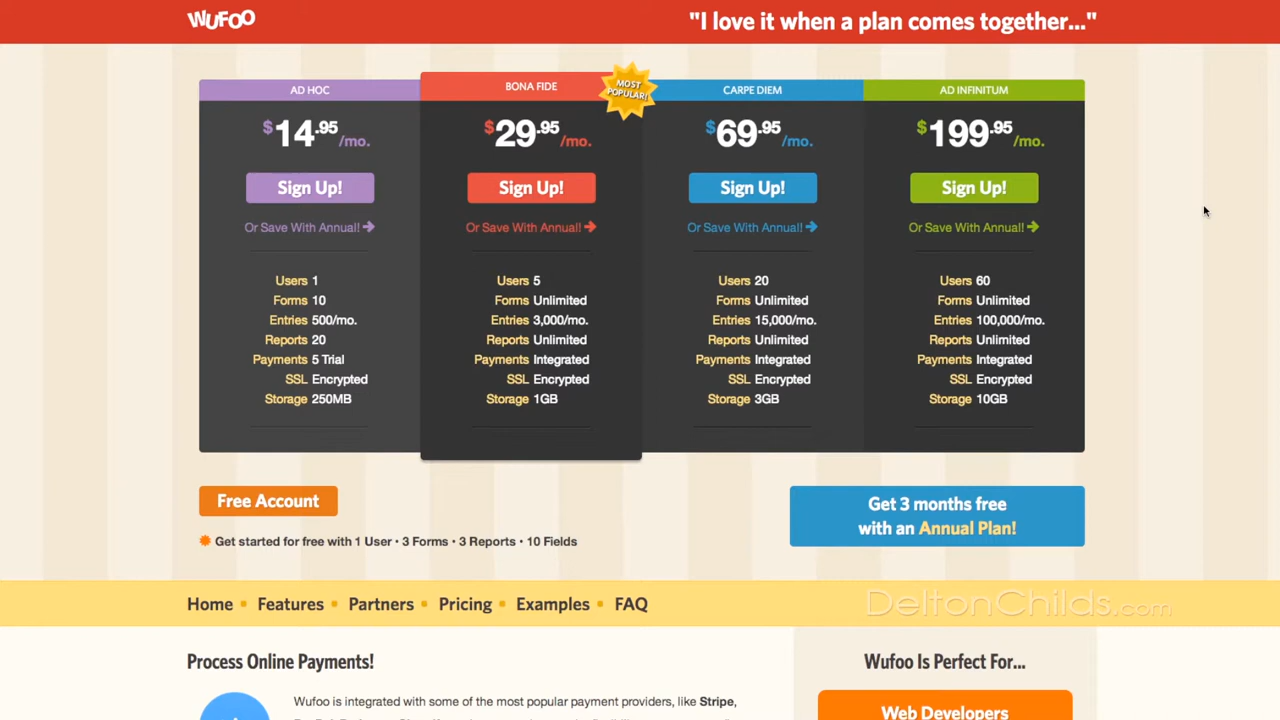 WUFOO
"I love it when a plan comes together..."
AD HOC
$14.95/mo.
Sign Up!
Or Save With Annual!
Users 1
Forms 10
Entries 500/mo.
Reports 20
Payments 5 Trial
SSL Encrypted
Storage 250MB
BONA FIDE
MOST
POPULAR!
$29.95/mo.
Sign Up!
Or Save With Annual!
Users 5
Forms Unlimited
Entries 3,000/mo.
Reports Unlimited
Payments Integrated
SSL Encrypted
Storage 1GB
CARPE DIEM
$69.95/mo.
Sign Up!
Or Save With Annual!
Users 20
Forms Unlimited
Entries 15,000/mo.
Reports Unlimited
Payments Integrated
SSL Encrypted
Storage 3GB
AD INFINITUM
$199.95/mo.
Sign Up!
Or Save With Annual!
Users 60
Forms Unlimited
Entries 100,000/mo.
Reports Unlimited
Payments Integrated
SSL Encrypted
Storage 10GB
Free Account
Get started for free with 1 User • 3 Forms • 3 Reports • 10 Fields
Get 3 months free
with an Annual Plan!
Home • Features • Partners • Pricing • Examples • FAQ
DeltonChilds.com
Process Online Payments!
Wufoo is integrated with some of the most popular payment providers, like Stripe,
Wufoo Is Perfect For...
Web Developers